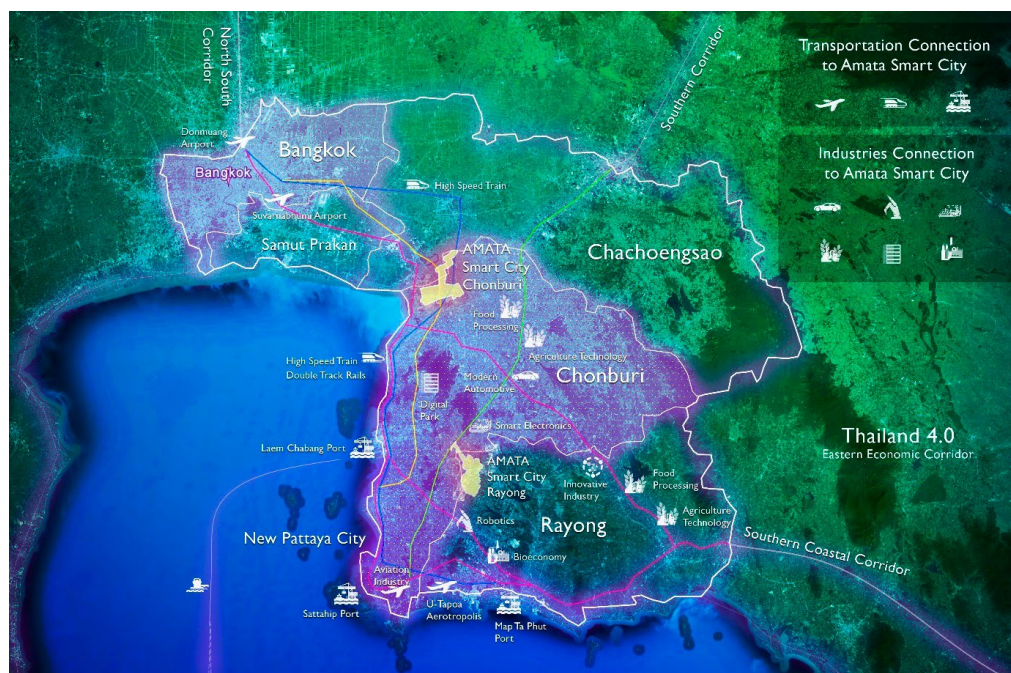 North South
Corridor
Southern Corridor
Transportation Connection
to Amata Smart City
Industries Connection
to Amata Smart City
Donmuang
Airport
Bangkok
Bangkok
High Speed Train
Suvarnabhumi Airport
Samut Prakan
AMATA
Smart City
Chonburi
Chachoengsao
Food
Processing
Agriculture Technology
High Speed Train
Double Track Rails
Modern
Automotive
Chonburi
Digital
Park
Smart Electronics
Thailand 4.0
Eastern Economic Corridor
Laem Chabang Port
AMATA
Smart City
Rayong
Innovative
Industry
Food
Processing
Agriculture
Technology
Robotics
Rayong
New Pattaya City
Bioeconomy
Southern Coastal Corridor
Aviation
Industry
Sattahip Port
U-Tapoa
Aerotropolis
Map Ta Phut
Port